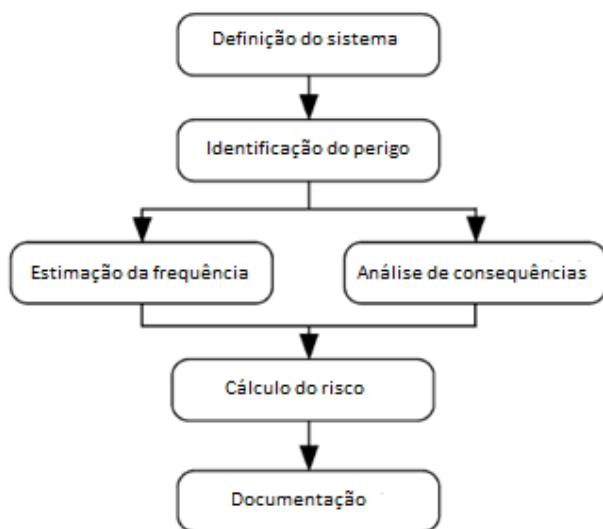 Definição do sistema
Identificação do perigo
Estimação da frequência
Análise de consequências
Cálculo do risco
Documentação